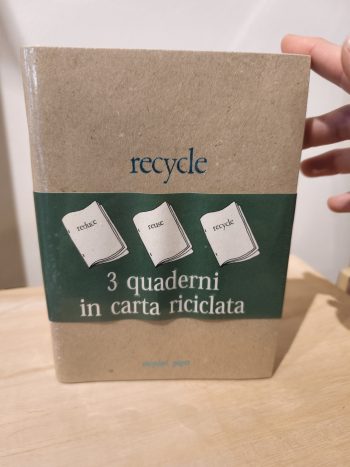 recycle
reduce
reuse
recycle
3 quaderni
in carta riciclata
recycled paper